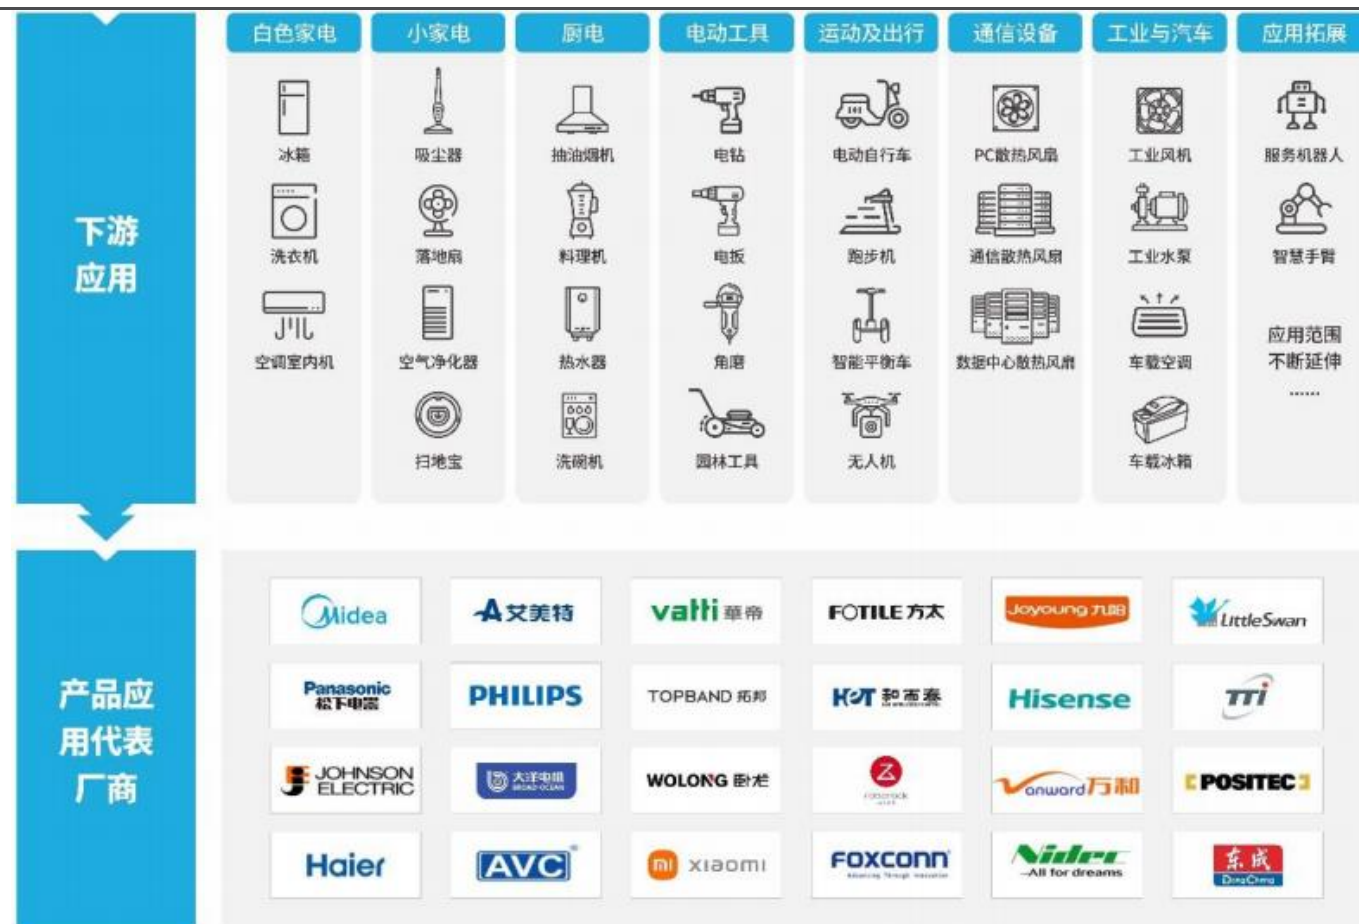 白色家电
小家电
厨电
电动工具
运动及出行
通信设备
工业与汽车
应用拓展
下游
应用
冰箱
吸尘器
抽油烟机
电钻
电动自行车
PC散热风扇
工业风机
服务机器人
洗衣机
落地扇
料理机
电扳
跑步机
通信散热风扇
工业水泵
智慧手臂
空调室内机
空气净化器
热水器
角磨
智能平衡车
数据中心散热风扇
车载空调
应用范围
不断延伸
......
扫地宝
洗碗机
园林工具
无人机
车载冰箱
产品应
用代表
厂商
Midea
艾美特
vatti 華帝
FOTILE 方太
Joyoung 九阳
LittleSwan
Panasonic
松下电器
PHILIPS
TOPBAND 拓邦
H&T 和而泰
Hisense
TTi
JOHNSON
ELECTRIC
大洋电机
BROAD-OCEAN
WOLONG 卧龙
roborock
Vanward 万和
POSITEC
Haier
AVC
mi xiaomi
FOXCONN
Nidec
-All for dreams
东成
DongCheng